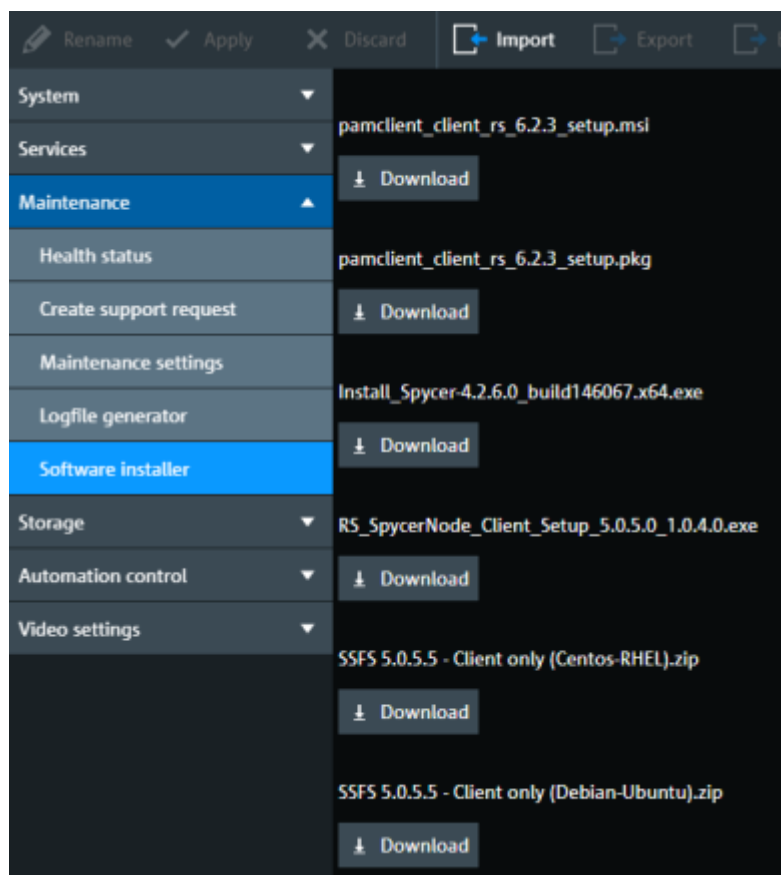 Rename Apply Discard Import Export
System
Services
Maintenance
Health status
Create support request
Maintenance settings
Logfile generator
Software installer
Storage
Automation control
Video settings
pamclient_client_rs_6.2.3_setup.msi
Download
pamclient_client_rs_6.2.3_setup.pkg
Download
Install_Spycer-4.2.6.0_build146067.x64.exe
Download
RS_SpycerNode_Client_Setup_5.0.5.0_1.0.4.0.exe
Download
SSFS 5.0.5.5 - Client only (Centos-RHEL).zip
Download
SSFS 5.0.5.5 - Client only (Debian-Ubuntu).zip
Download